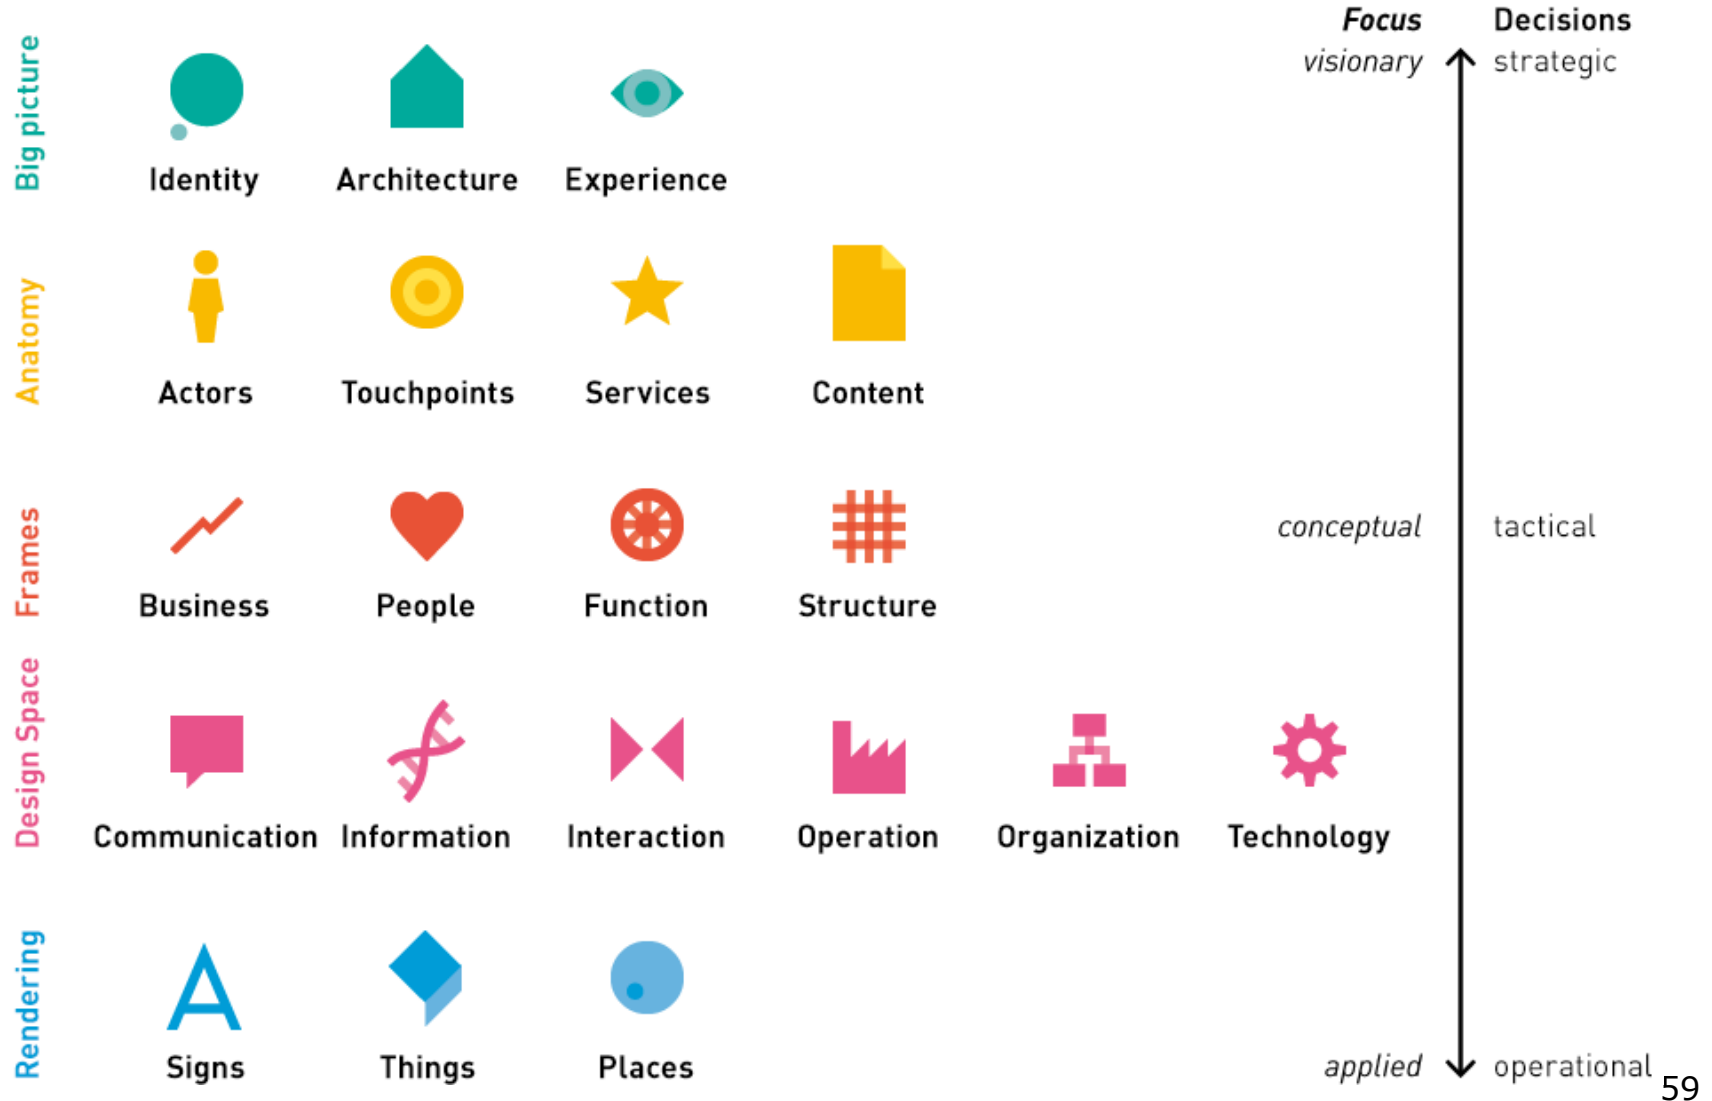 Focus Decisions
visionary strategic
Big picture
Identity Architecture Experience
Anatomy
Actors Touchpoints Services Content
Frames
conceptual tactical
Business People Function Structure
Design Space
Communication Information Interaction Operation Organization Technology
Rendering
Signs Things Places
applied operational
59